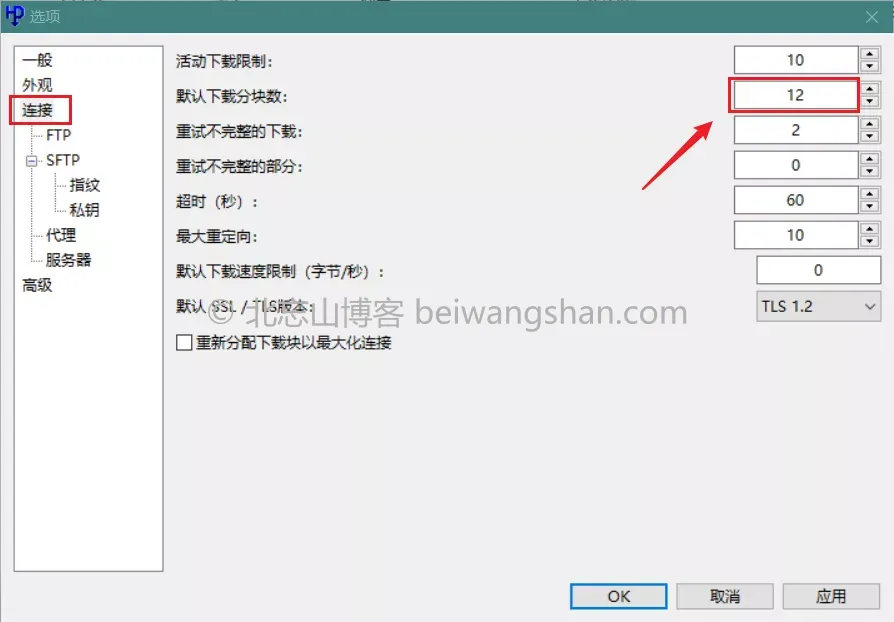 HP 选项
一般
外观
连接
FTP
SFTP
指纹
私钥
代理
服务器
高级
活动下载限制: 10
默认下载分块数: 12
重试不完整的下载: 2
重试不完整的部分: 0
超时（秒）: 60
最大重定向: 10
默认下载速度限制（字节/秒）: 0
默认 SSL / TLS版本: TLS 1.2
© 北忘山博客 beiwangshan.com
重新分配下载块以最大化连接
OK 取消 应用